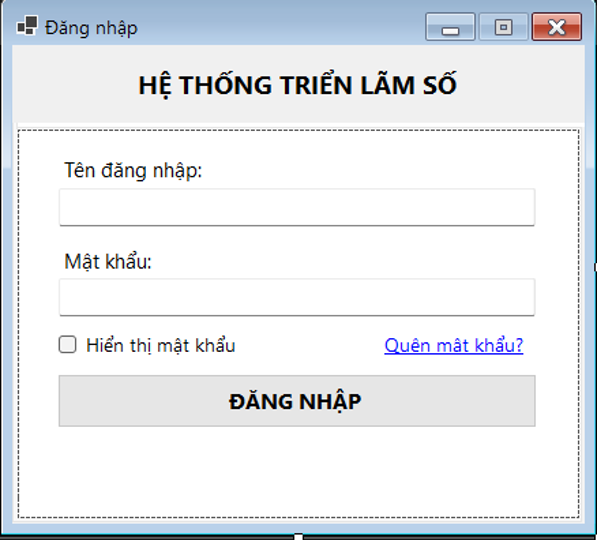 Đăng nhập
HỆ THỐNG TRIỂN LÃM SỐ
Tên đăng nhập:
Mật khẩu:
Hiển thị mật khẩu
Quên mât khẩu?
ĐĂNG NHẬP